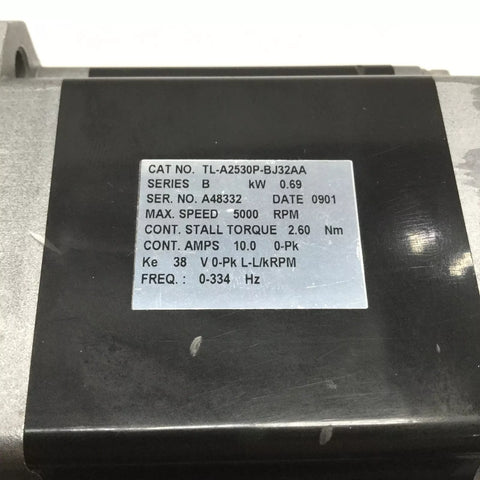 CAT NO. TL-A2530P-BJ32AA
SERIES B kW 0.69
SER. NO. A48332 DATE 0901
MAX. SPEED 5000 RPM
CONT. STALL TORQUE 2.60 Nm
CONT. AMPS 10.0 0-Pk
Ke 38 V 0-Pk L-L/kRPM
FREQ. : 0-334 Hz